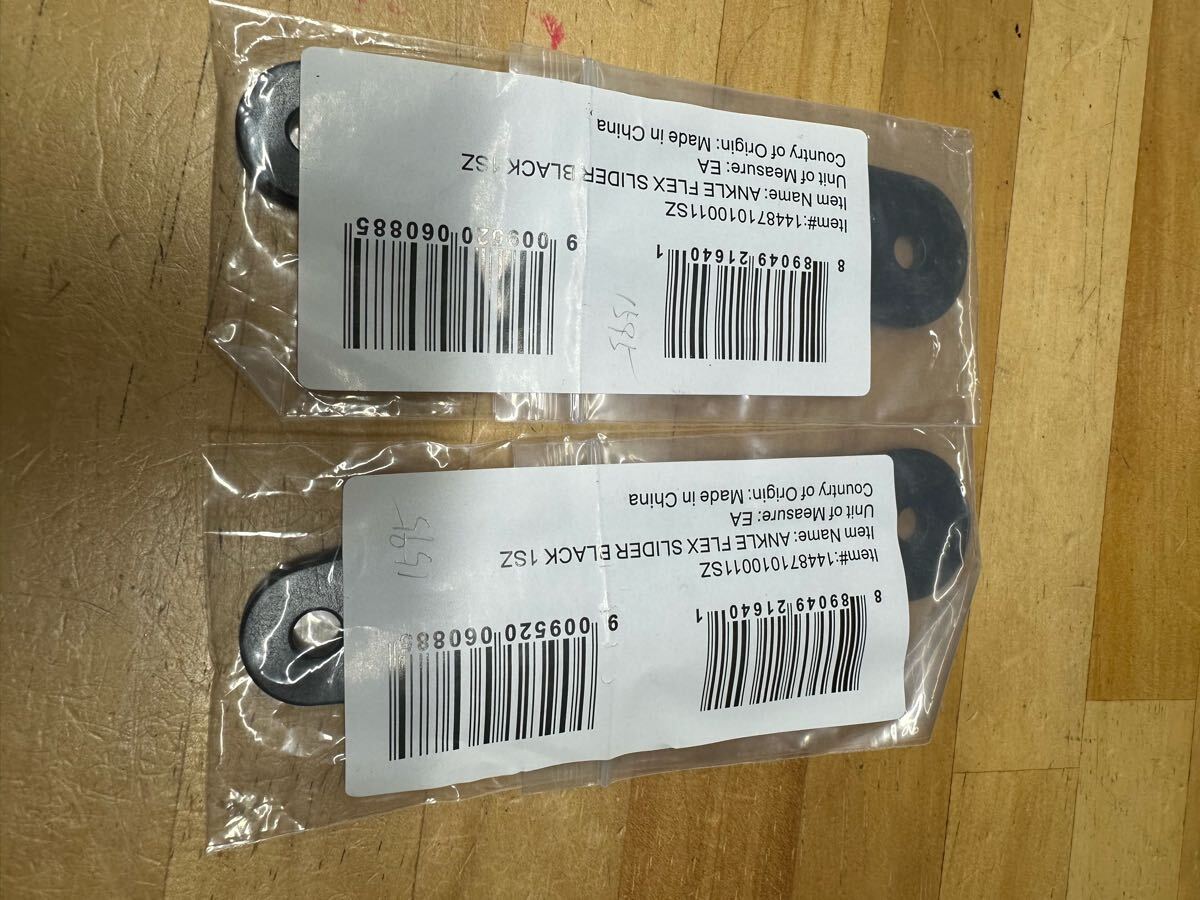 8 89049 21640 1
9 009520 060885
Item#:144871010011SZ
Item Name: ANKLE FLEX SLIDER BLACK 1SZ
Unit of Measure: EA
Country of Origin: Made in China
8 89049 21640 1
9 009520 060885
Item#:144871010011SZ
Item Name: ANKLE FLEX SLIDER BLACK 1SZ
Unit of Measure: EA
Country of Origin: Made in China